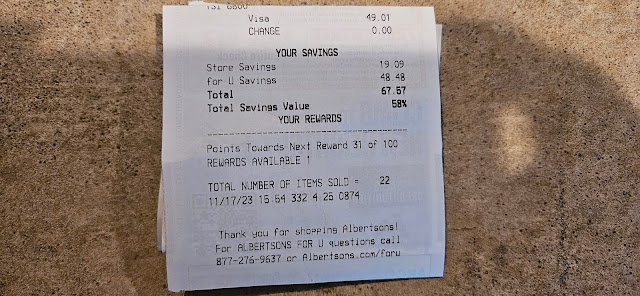 Visa 49.01
CHANGE 0.00
YOUR SAVINGS
Store Savings 19.09
for U Savings 48.48
Total 67.57
Total Savings Value 58%
YOUR REWARDS
Points Towards Next Reward 31 of 100
REWARDS AVAILABLE 1
TOTAL NUMBER OF ITEMS SOLD = 22
11/17/23 15 54 332 4 25 0874
Thank you for shopping Albertsons!
For ALBERTSONS FOR U questions call
877-276-9637 or Albertsons.com/foru